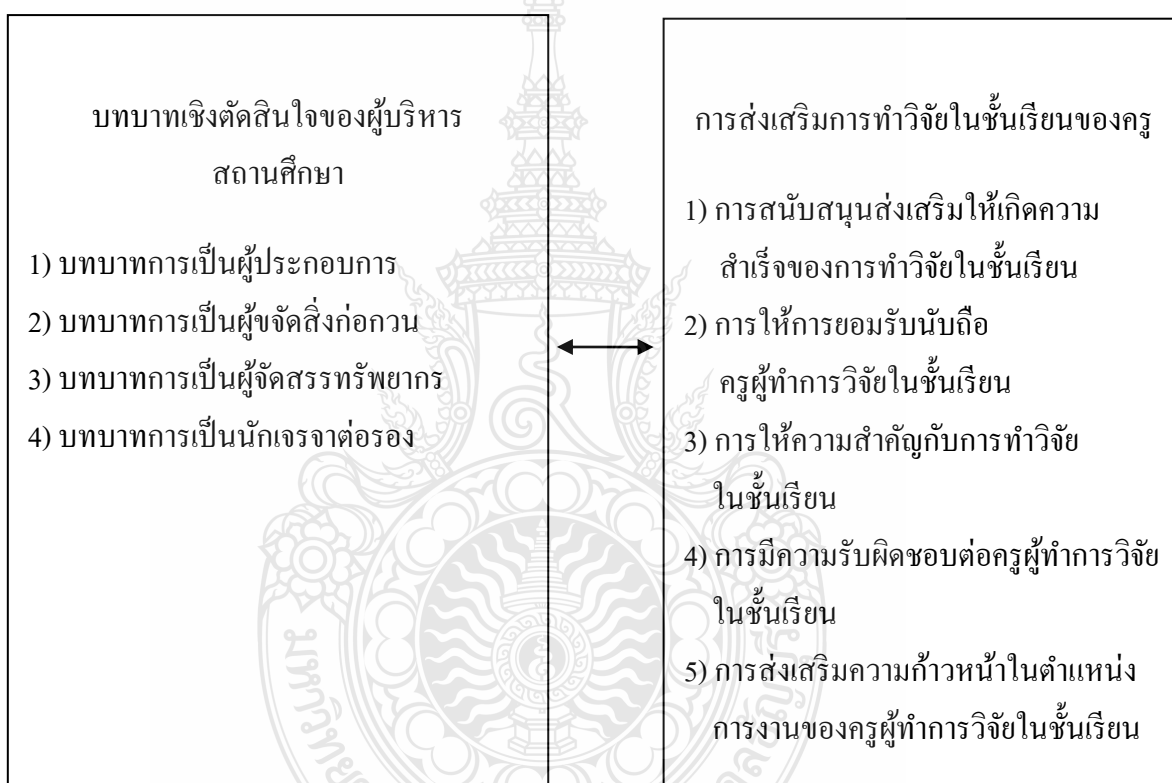 บทบาทเชิงตัดสินใจของผู้บริหาร
สถานศึกษา
1) บทบาทการเป็นผู้ประกอบการ
2) บทบาทการเป็นผู้ขจัดสิ่งก่อกวน
3) บทบาทการเป็นผู้จัดสรรทรัพยากร
4) บทบาทการเป็นนักเจรจาต่อรอง
การส่งเสริมการทำวิจัยในชั้นเรียนของครู
1) การสนับสนุนส่งเสริมให้เกิดความ
สำเร็จของการทำวิจัยในชั้นเรียน
2) การให้การยอมรับนับถือ
ครูผู้ทำการวิจัยในชั้นเรียน
3) การให้ความสำคัญกับการทำวิจัย
ในชั้นเรียน
4) การมีความรับผิดชอบต่อครูผู้ทำการวิจัย
ในชั้นเรียน
5) การส่งเสริมความก้าวหน้าในตำแหน่ง
การงานของครูผู้ทำการวิจัยในชั้นเรียน